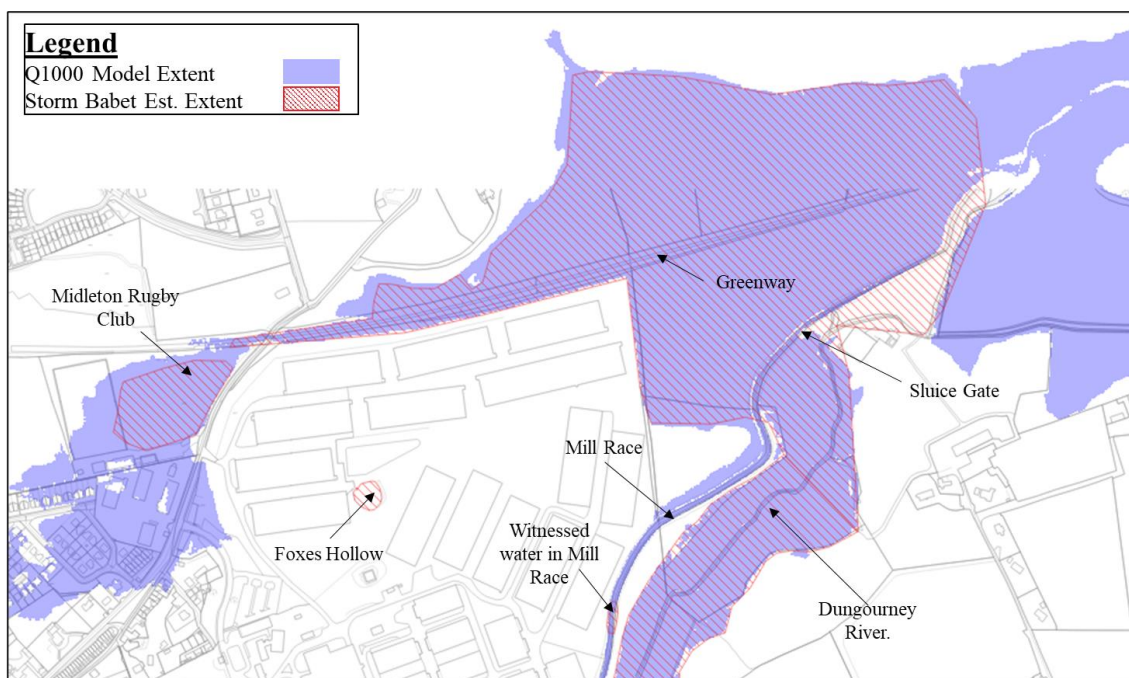 Legend
Q1000 Model Extent
Storm Babet Est. Extent
Greenway
Midleton Rugby
Club
Sluice Gate
Mill Race
Witnessed
water in Mill
Race
Foxes Hollow
Dungourney
River.